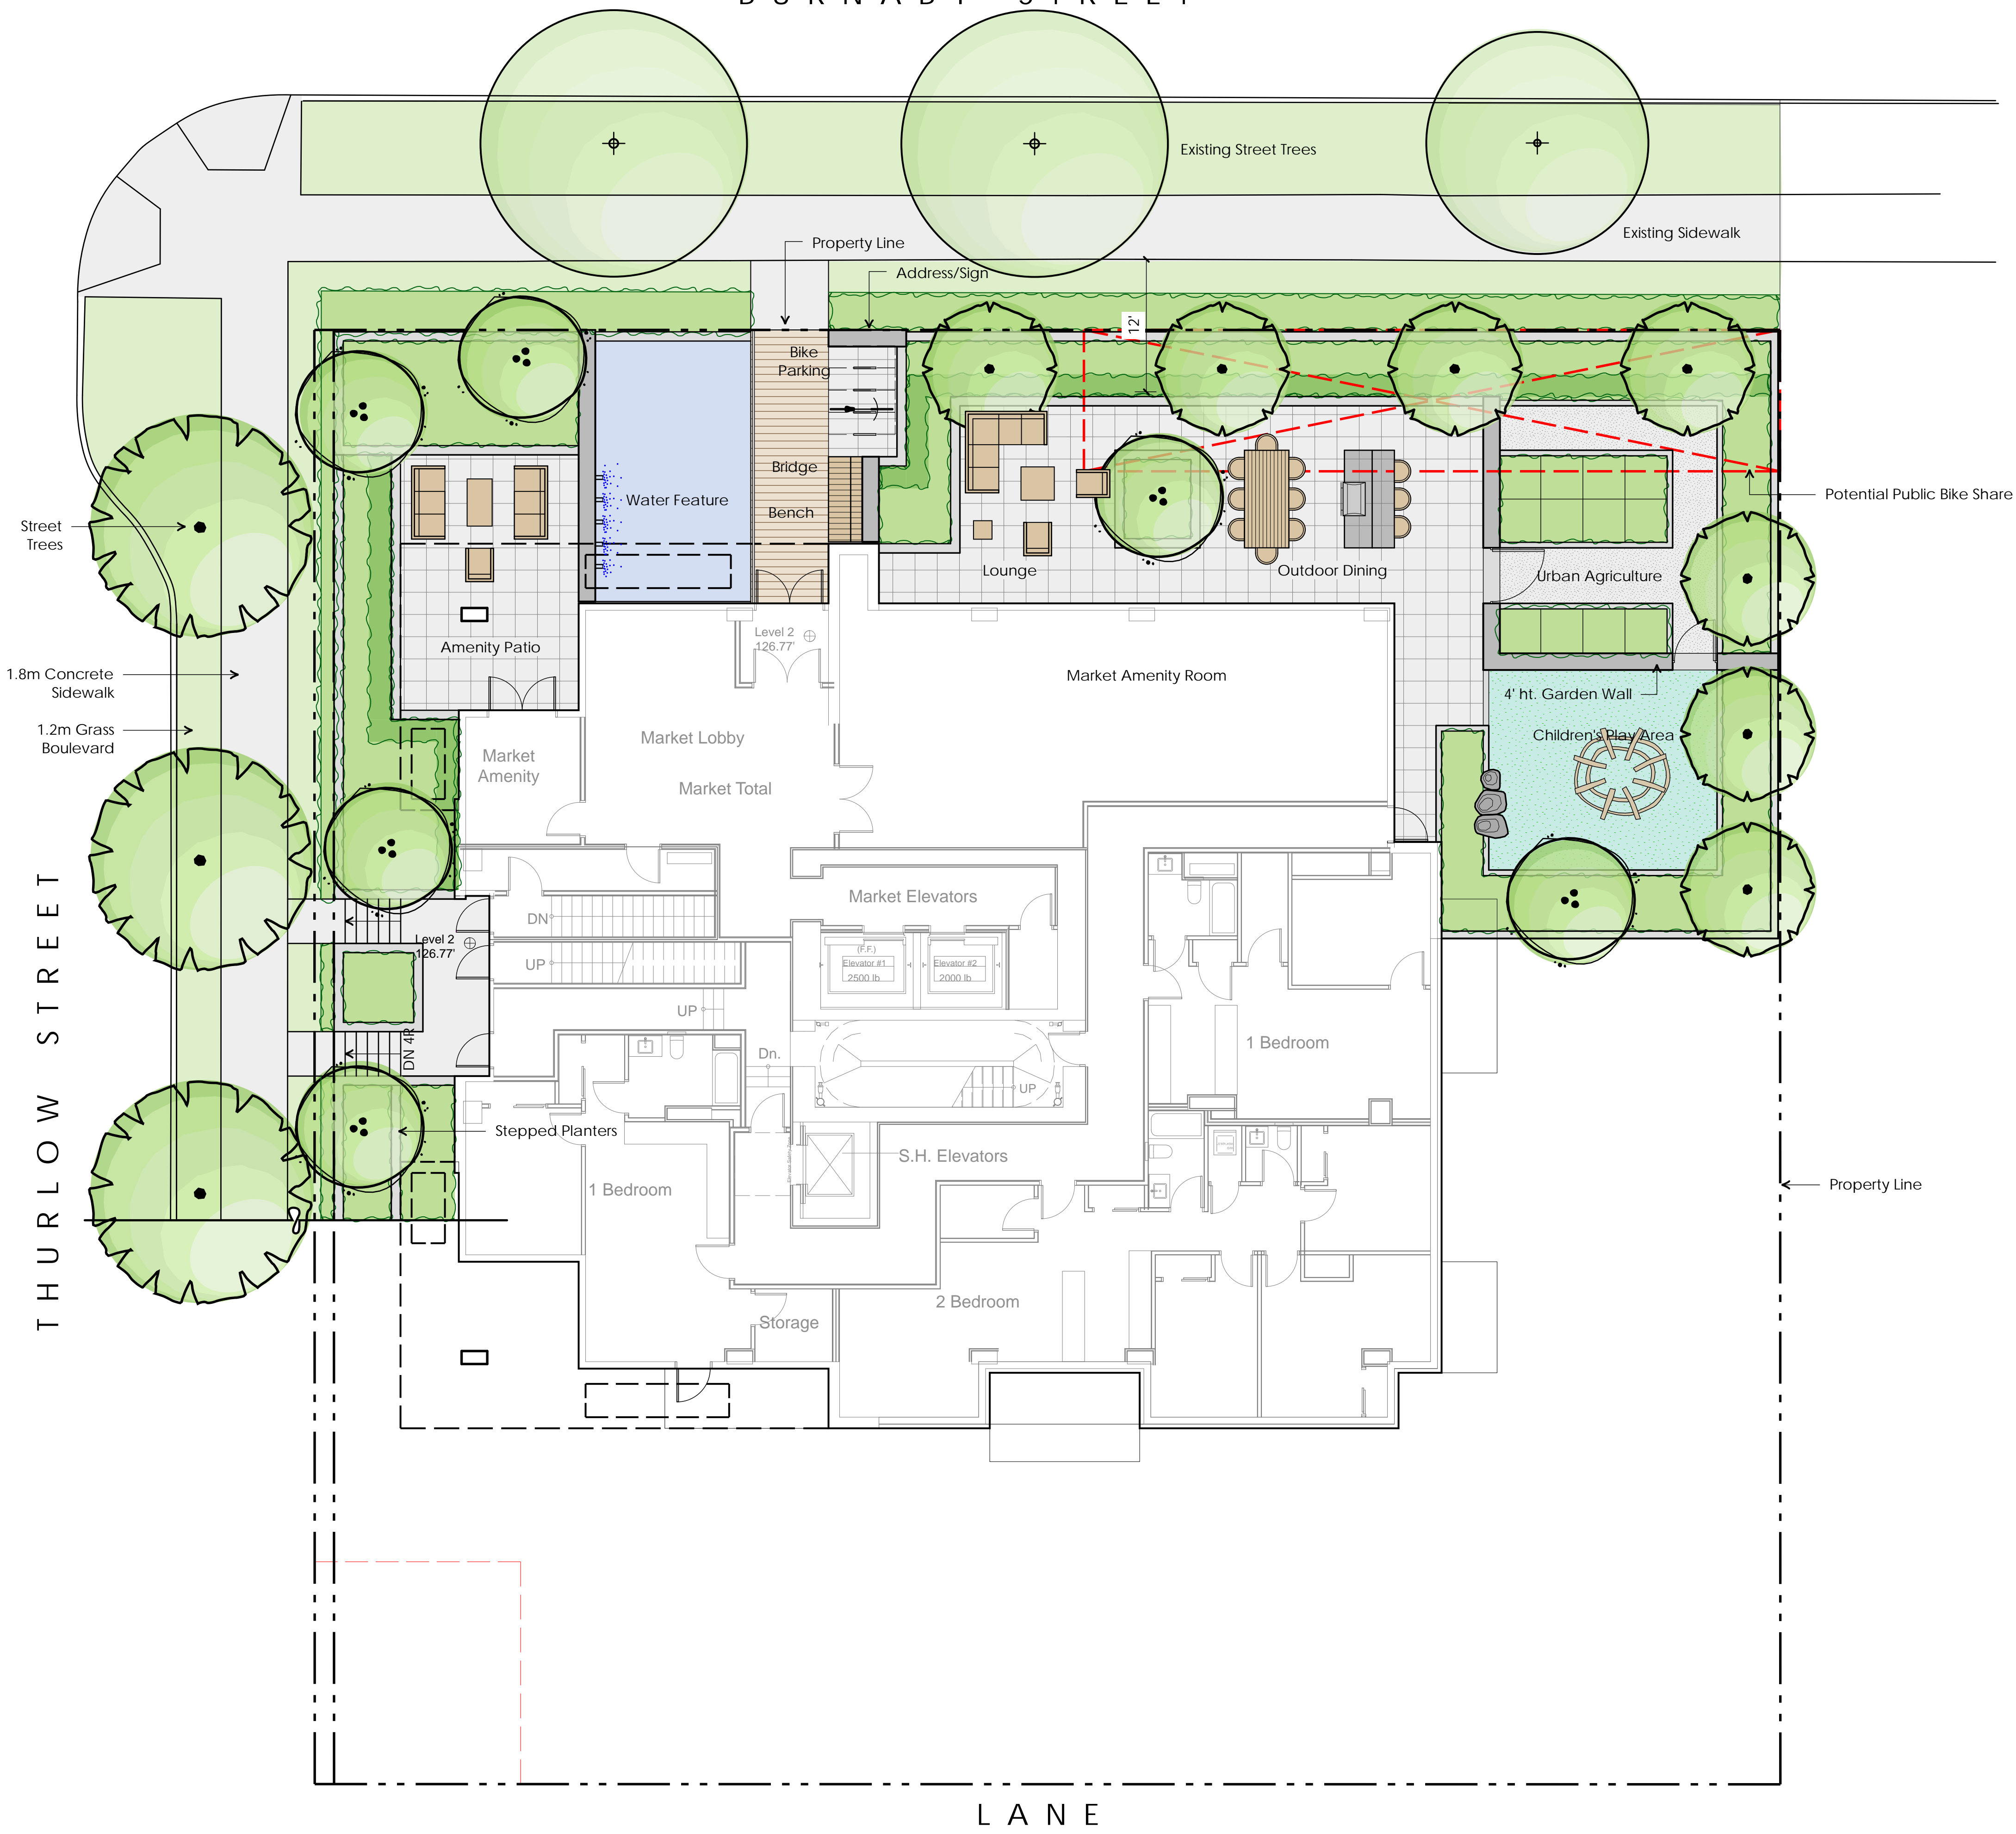 Existing Street Trees
Existing Sidewalk
Property Line
Address/Sign
12'
Bike
Parking
Bridge
Bench
Water Feature
Potential Public Bike Share
Street
Trees
Lounge
Outdoor Dining
Urban Agriculture
Amenity Patio
Level 2
126.77'
Market Amenity Room
1.8m Concrete
Sidewalk
4' ht. Garden Wall
1.2m Grass
Boulevard
Children's Play Area
Market Lobby
Market
Amenity
Market Total
Market Elevators
DN
Level 2
126.77'
UP
(F.F.)
Elevator #1
2500 lb
Elevator #2
2000 lb
UP
DN 4R
Dn.
1 Bedroom
UP
THURLOW STREET
Stepped Planters
S.H. Elevators
1 Bedroom
Property Line
2 Bedroom
Storage
LANE